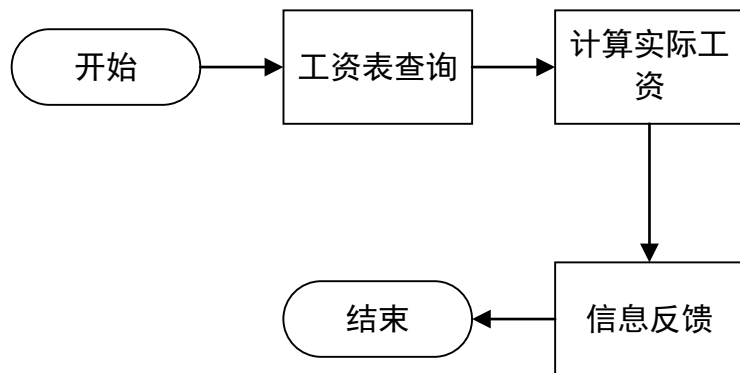 开始
工资表查询
计算实际工
资
信息反馈
结束